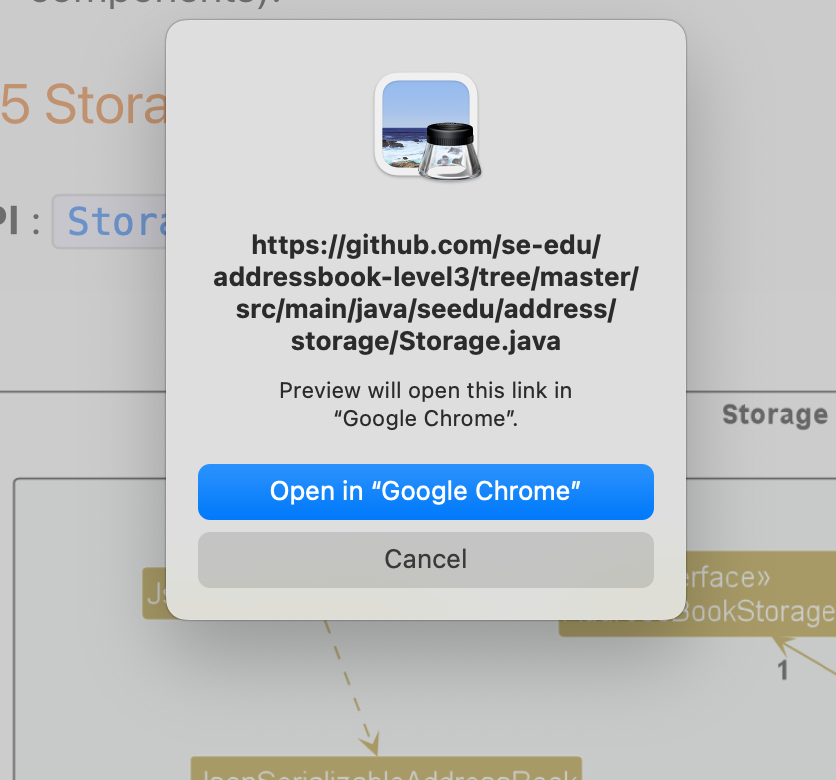 components).
5 Stora
PI : Stora
https://github.com/se-edu/
addressbook-level3/tree/master/
src/main/java/seedu/address/
storage/Storage.java
Preview will open this link in
“Google Chrome”.
Storage
Open in “Google Chrome”
Cancel
Js
erface»
BookStorage
1
JsonSerializableAddressBook